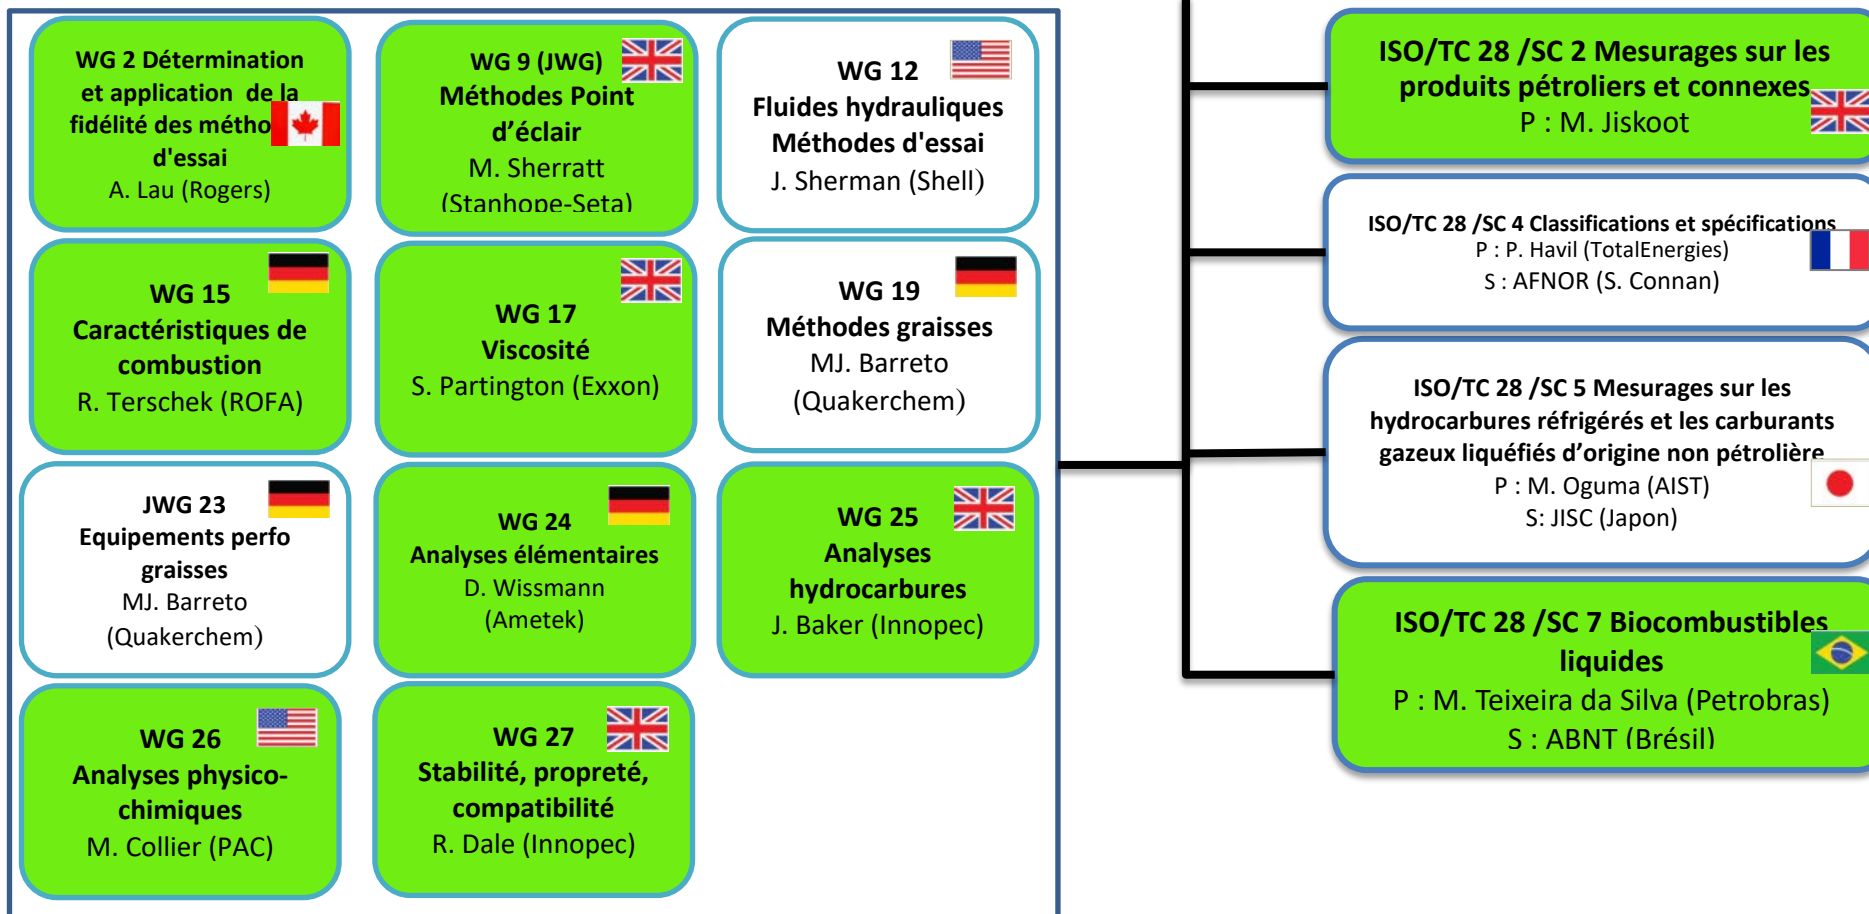 WG 2 Détermination
et application de la
fidélité des métho
d'essai
A. Lau (Rogers)
WG 9 (JWG)
Méthodes Point
d’éclair
M. Sherratt
(Stanhope-Seta)
WG 12
Fluides hydrauliques
Méthodes d'essai
J. Sherman (Shell)
WG 15
Caractéristiques de
combustion
R. Terschek (ROFA)
WG 17
Viscosité
S. Partington (Exxon)
WG 19
Méthodes graisses
MJ. Barreto
(Quakerchem)
JWG 23
Equipements perfo
graisses
MJ. Barreto
(Quakerchem)
WG 24
Analyses élémentaires
D. Wissmann
(Ametek)
WG 25
Analyses
hydrocarbures
J. Baker (Innopec)
WG 26
Analyses physico-
chimiques
M. Collier (PAC)
WG 27
Stabilité, propreté,
compatibilité
R. Dale (Innopec)
ISO/TC 28 /SC 2 Mesurages sur les
produits pétroliers et connexes
P : M. Jiskoot
ISO/TC 28 /SC 4 Classifications et spécifications
P : P. Havil (TotalEnergies)
S : AFNOR (S. Connan)
ISO/TC 28 /SC 5 Mesurages sur les
hydrocarbures réfrigérés et les carburants
gazeux liquéfiés d’origine non pétrolière
P : M. Oguma (AIST)
S: JISC (Japon)
ISO/TC 28 /SC 7 Biocombustibles
liquides
P : M. Teixeira da Silva (Petrobras)
S : ABNT (Brésil)